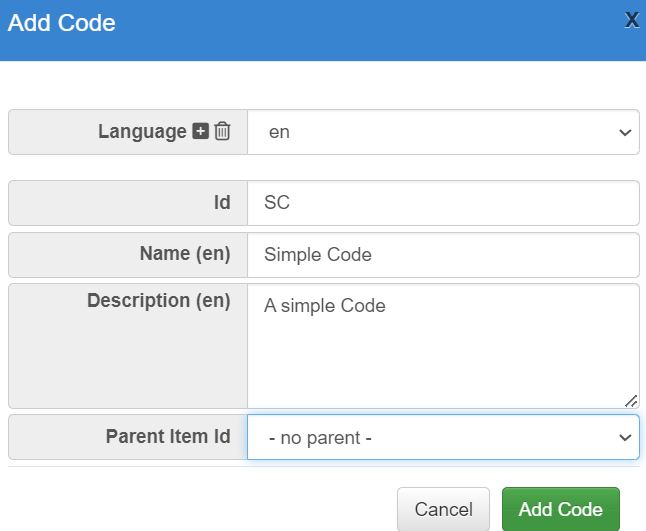 Add Code X
Language en
Id SC
Name (en) Simple Code
Description (en) A simple Code
Parent Item Id - no parent -
Cancel Add Code